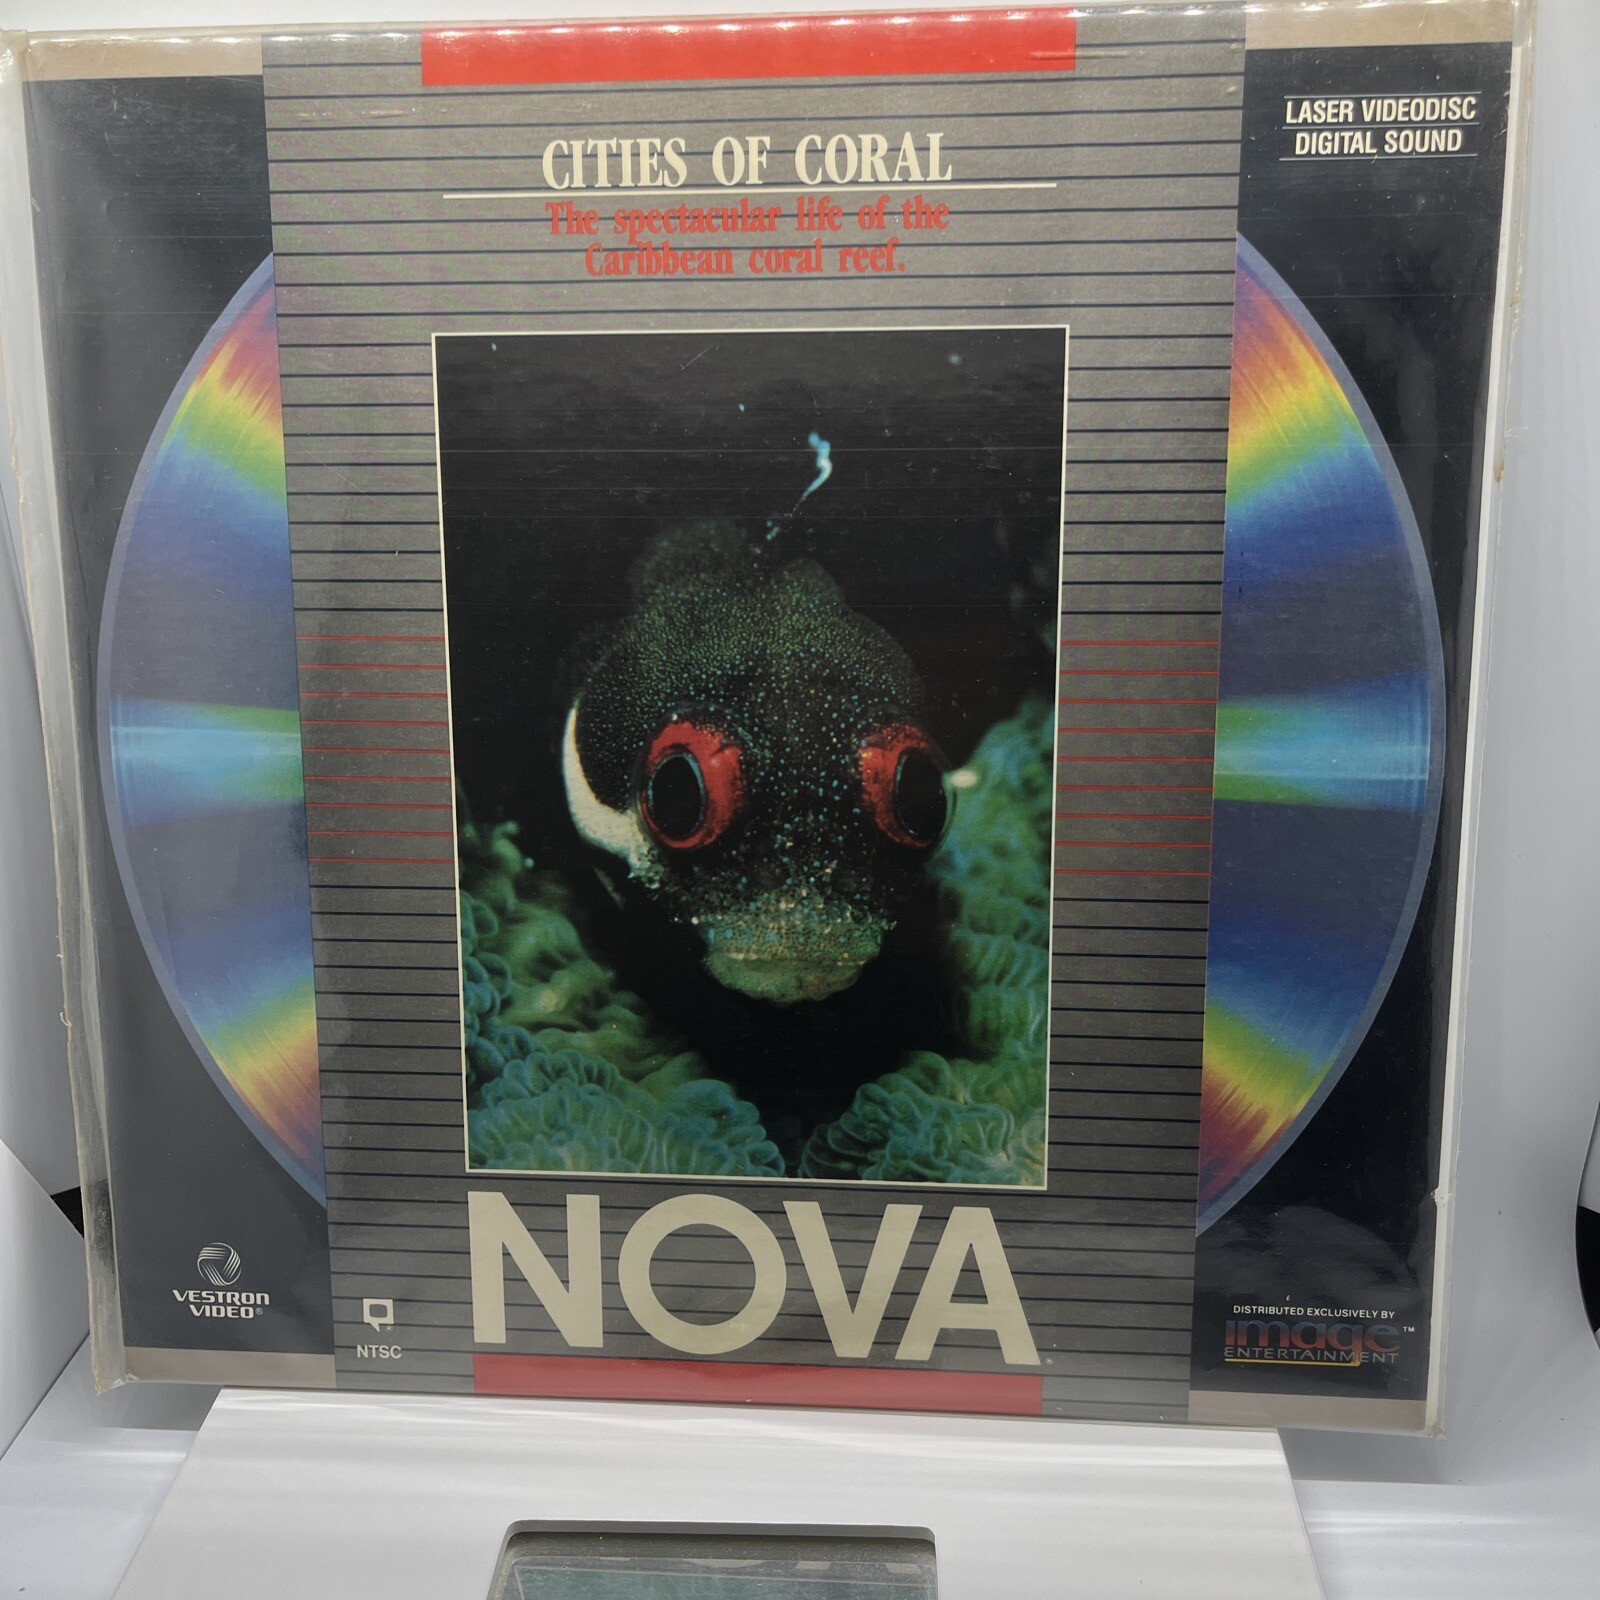 LASER VIDEODISC
DIGITAL SOUND
CITIES OF CORAL
The spectacular life of the
Caribbean coral reef.
NOVA
VESTRON
VIDEO®
NTSC
DISTRIBUTED EXCLUSIVELY BY
image™
ENTERTAINMENT